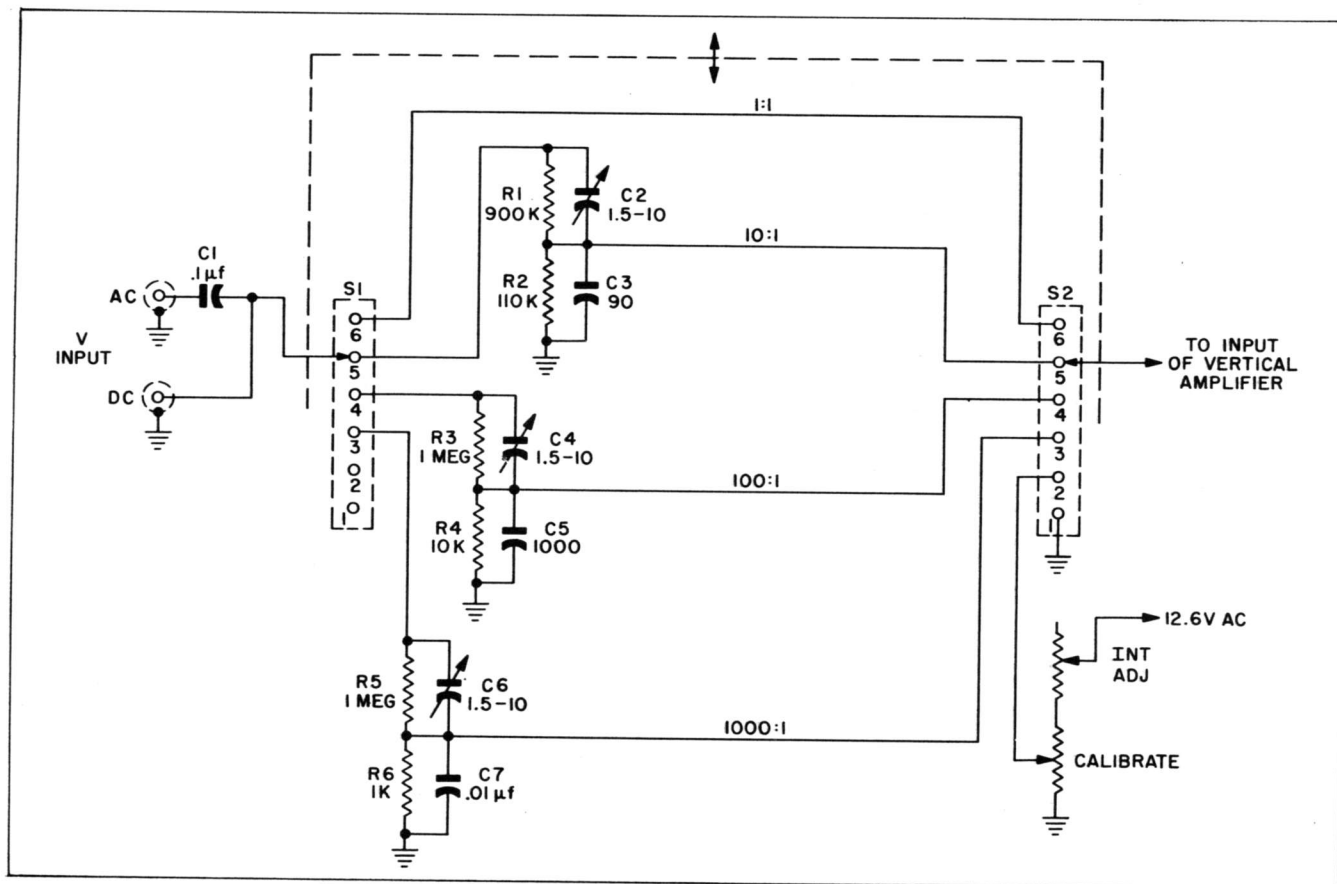 1:1
R1
900K
C2
1.5-10
10:1
R2
110K
C3
90
C1
.1µf
AC
V
INPUT
DC
S1
6
5
4
3
2
1
S2
6
5
4
3
2
1
TO INPUT
OF VERTICAL
AMPLIFIER
R3
1 MEG
C4
1.5-10
100:1
R4
10K
C5
1000
12.6V AC
INT
ADJ
R5
1 MEG
C6
1.5-10
1000:1
CALIBRATE
R6
1K
C7
.01µf